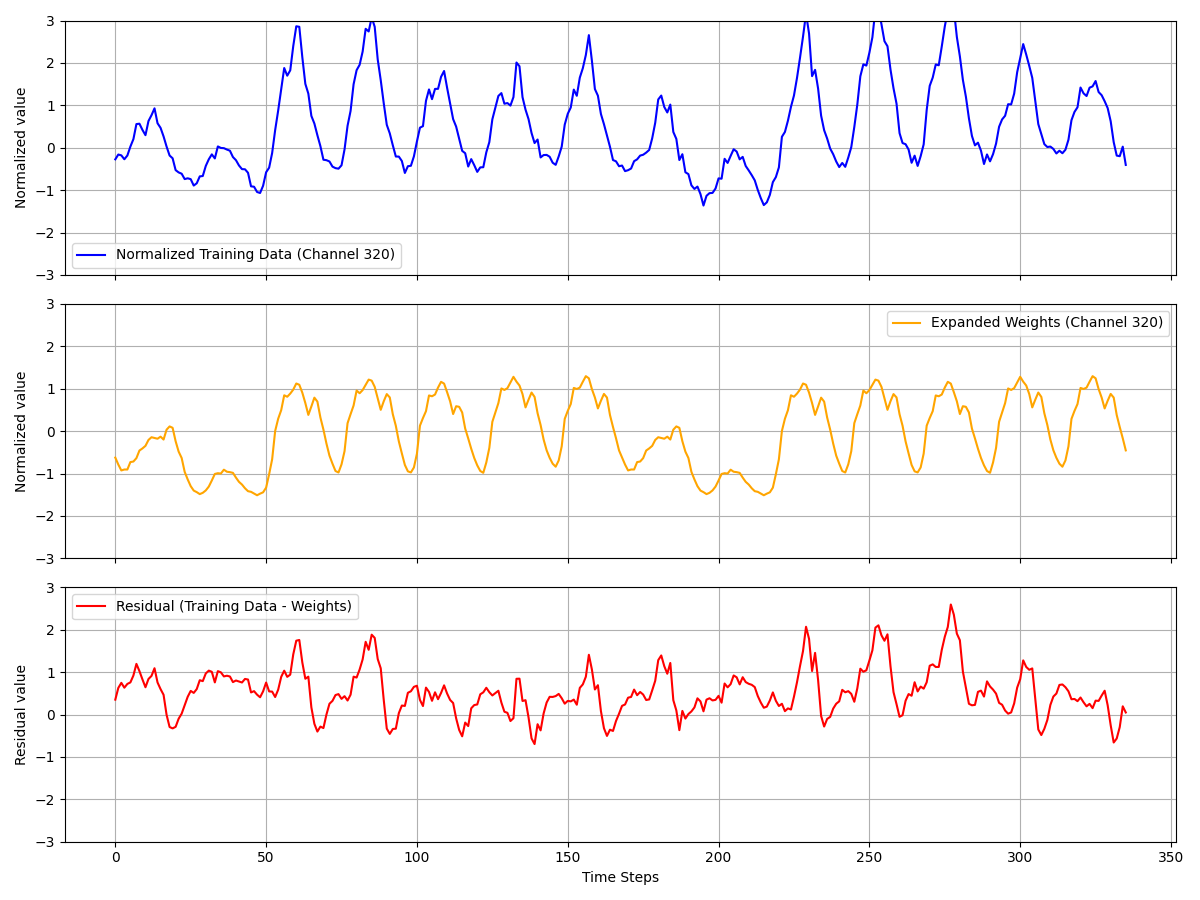 3
2
1
0
−1
−2
−3
Normalized value
Normalized Training Data (Channel 320)
3
2
1
0
−1
−2
−3
Normalized value
Expanded Weights (Channel 320)
3
2
1
0
−1
−2
−3
Residual value
Residual (Training Data - Weights)
0 50 100 150 200 250 300 350
Time Steps